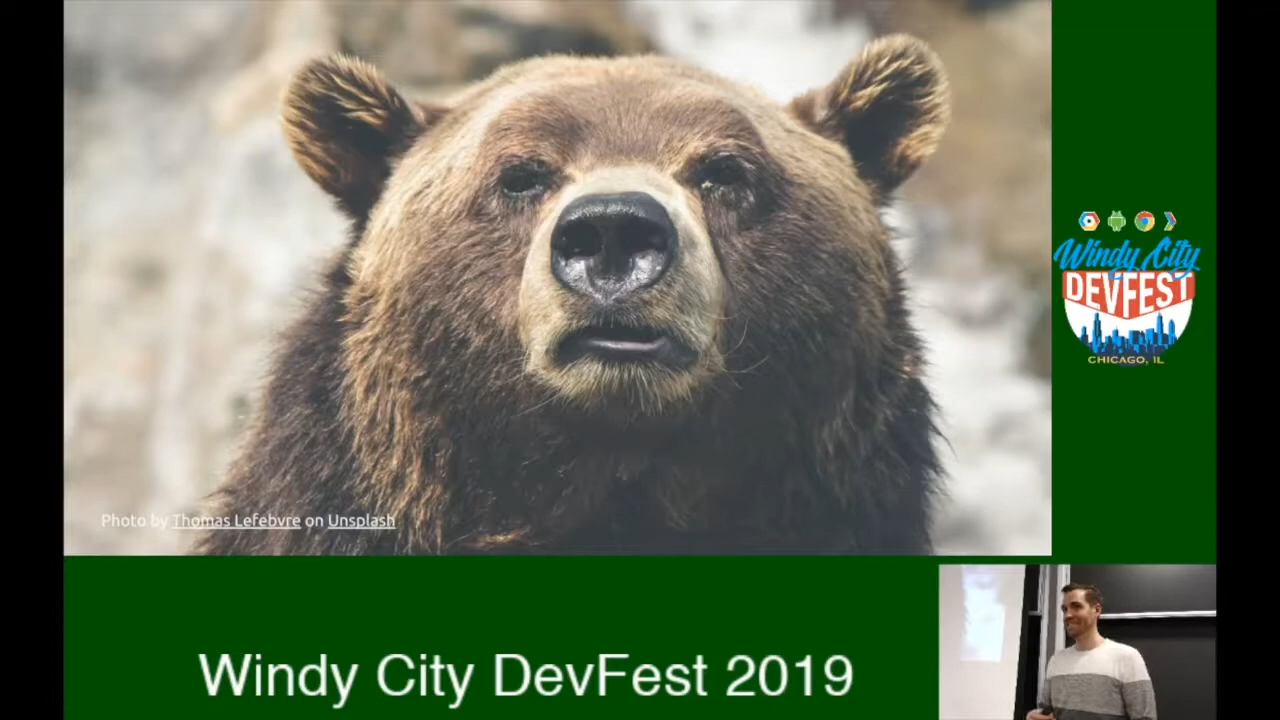 Windy City
DEVFEST
CHICAGO, IL
Photo by Thomas Lefebvre on Unsplash
Windy City DevFest 2019